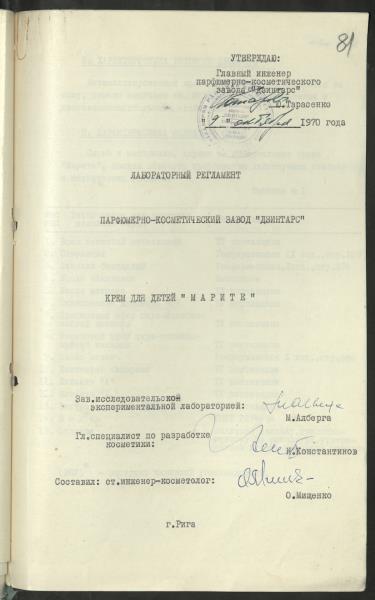 81
УТВЕРЖДАЮ:
Главный инженер
парфюмерно-косметического
завода "Дзинтарс"
Ю.Тарасенко
"9" октября 1970 года
ЛАБОРАТОРНЫЙ РЕГЛАМЕНТ
ПАРФЮМЕРНО-КОСМЕТИЧЕСКИЙ ЗАВОД "ДЗИНТАРС"
КРЕМ ДЛЯ ДЕТЕЙ " М А Р И Т Е "
Зав.исследовательской
экспериментальной лабораторией:
М.Алберга
Гл.специалист по разработке
косметики:
И.Константинов
Составил: ст.инженер-косметолог:
О.Мищенко
г.Рига